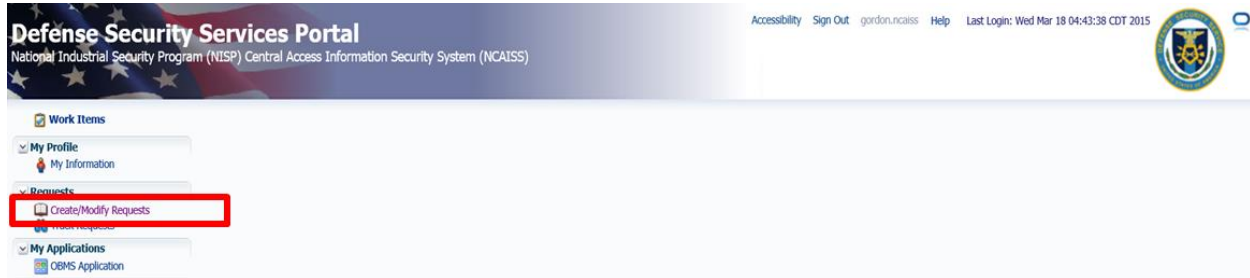 Defense Security Services Portal
National Industrial Security Program (NISP) Central Access Information Security System (NCAISS)
Accessibility Sign Out gordon.ncaiss Help Last Login: Wed Mar 18 04:43:38 CDT 2015
Work Items
My Profile
My Information
Requests
Create/Modify Requests
Track Requests
My Applications
OBMS Application